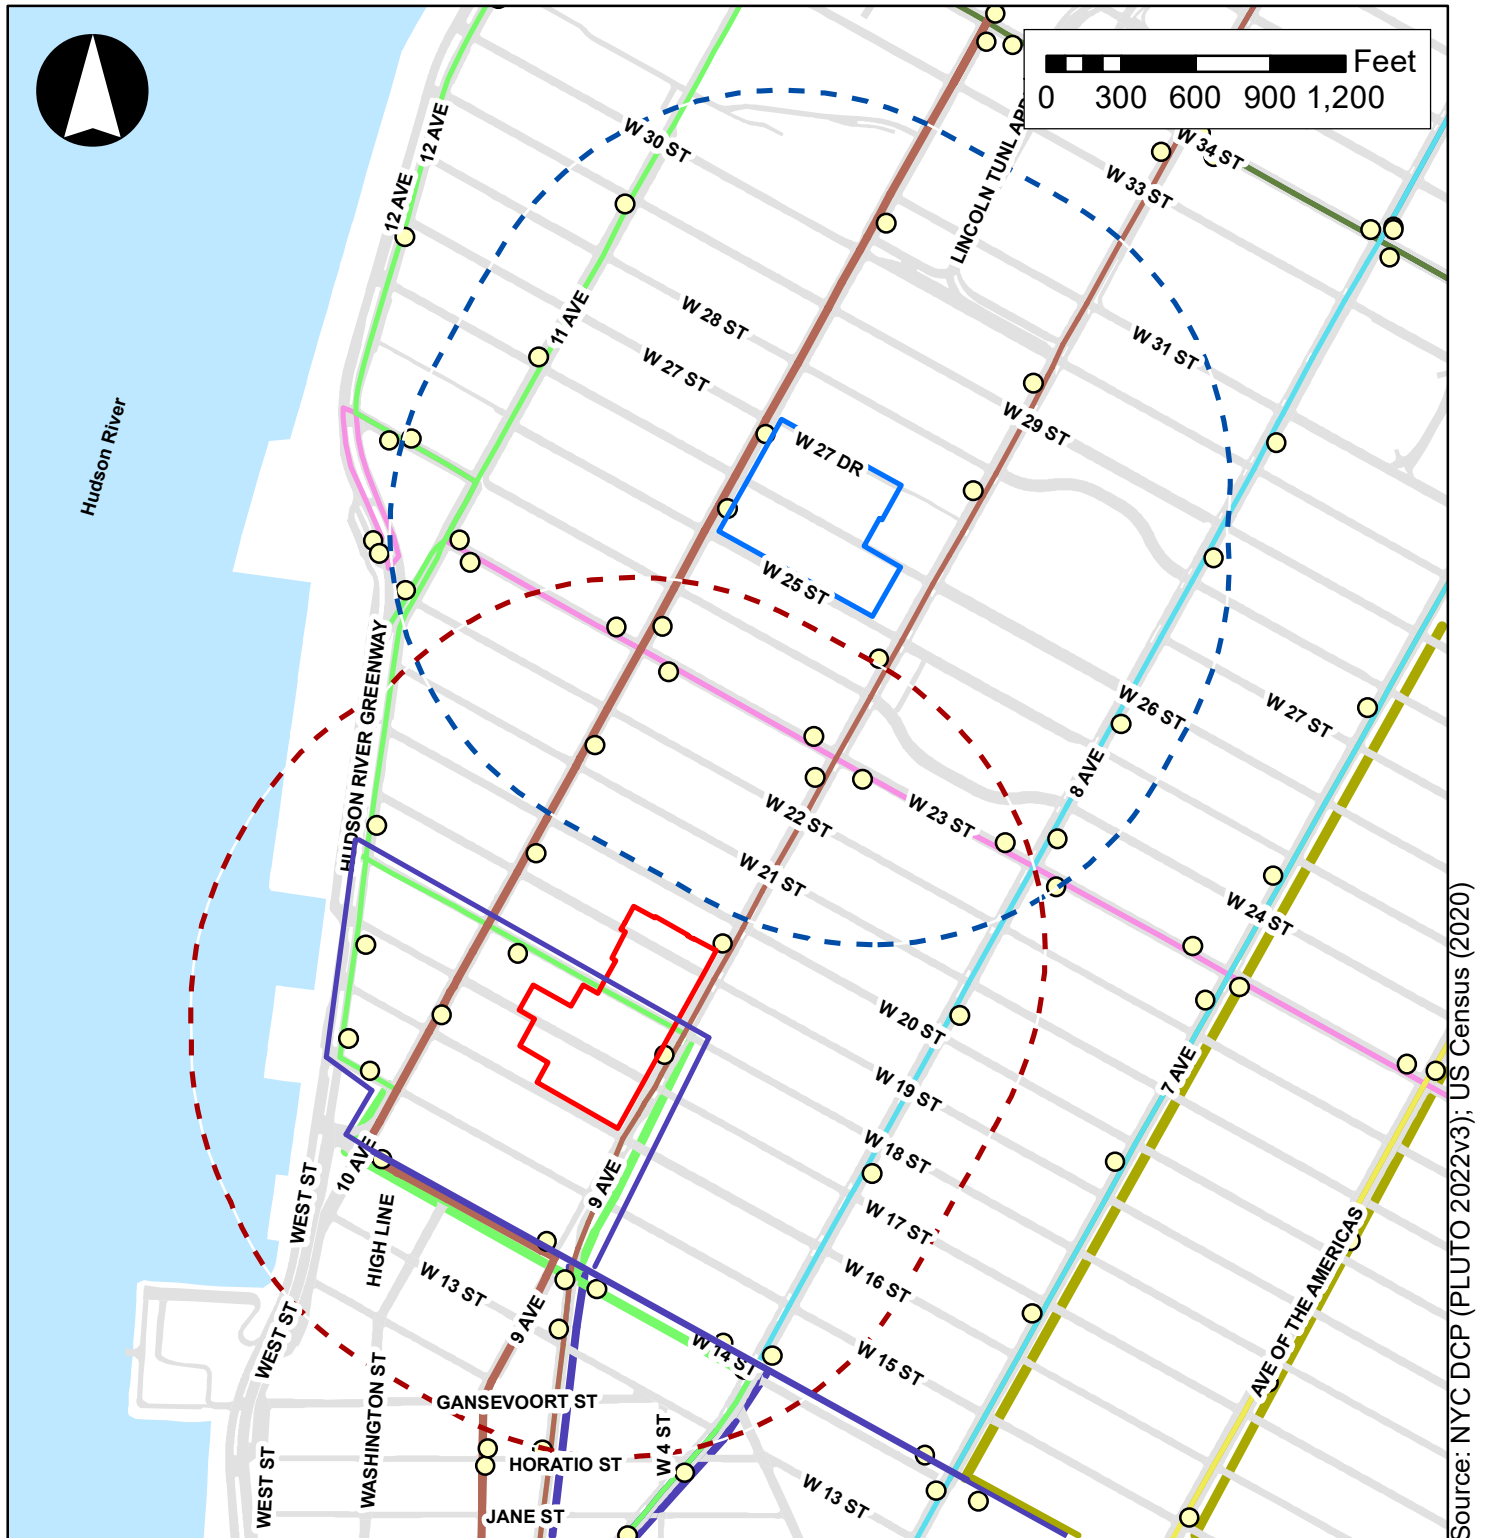 Feet
0 300 600 900 1,200
12 AVE
12 AVE
W 30 ST
W 34 ST
W 33 ST
LINCOLN TUNL
11 AVE
W 28 ST
W 27 ST
W 31 ST
W 29 ST
Hudson River
W 27 DR
W 25 ST
HUDSON RIVER GREENWAY
W 26 ST
W 27 ST
8 AVE
W 22 ST
W 23 ST
W 21 ST
W 24 ST
W 20 ST
W 19 ST
7 AVE
W 18 ST
10 AVE
WEST ST
9 AVE
HIGH LINE
W 17 ST
W 13 ST
W 16 ST
9 AVE
WEST ST
W 14 ST
W 15 ST
AVE OF THE AMERICAS
GANSEVOORT ST
WASHINGTON ST
W 4 ST
HORATIO ST
WEST ST
W 13 ST
JANE ST
Source: NYC DCP (PLUTO 2022v3); US Census (2020)